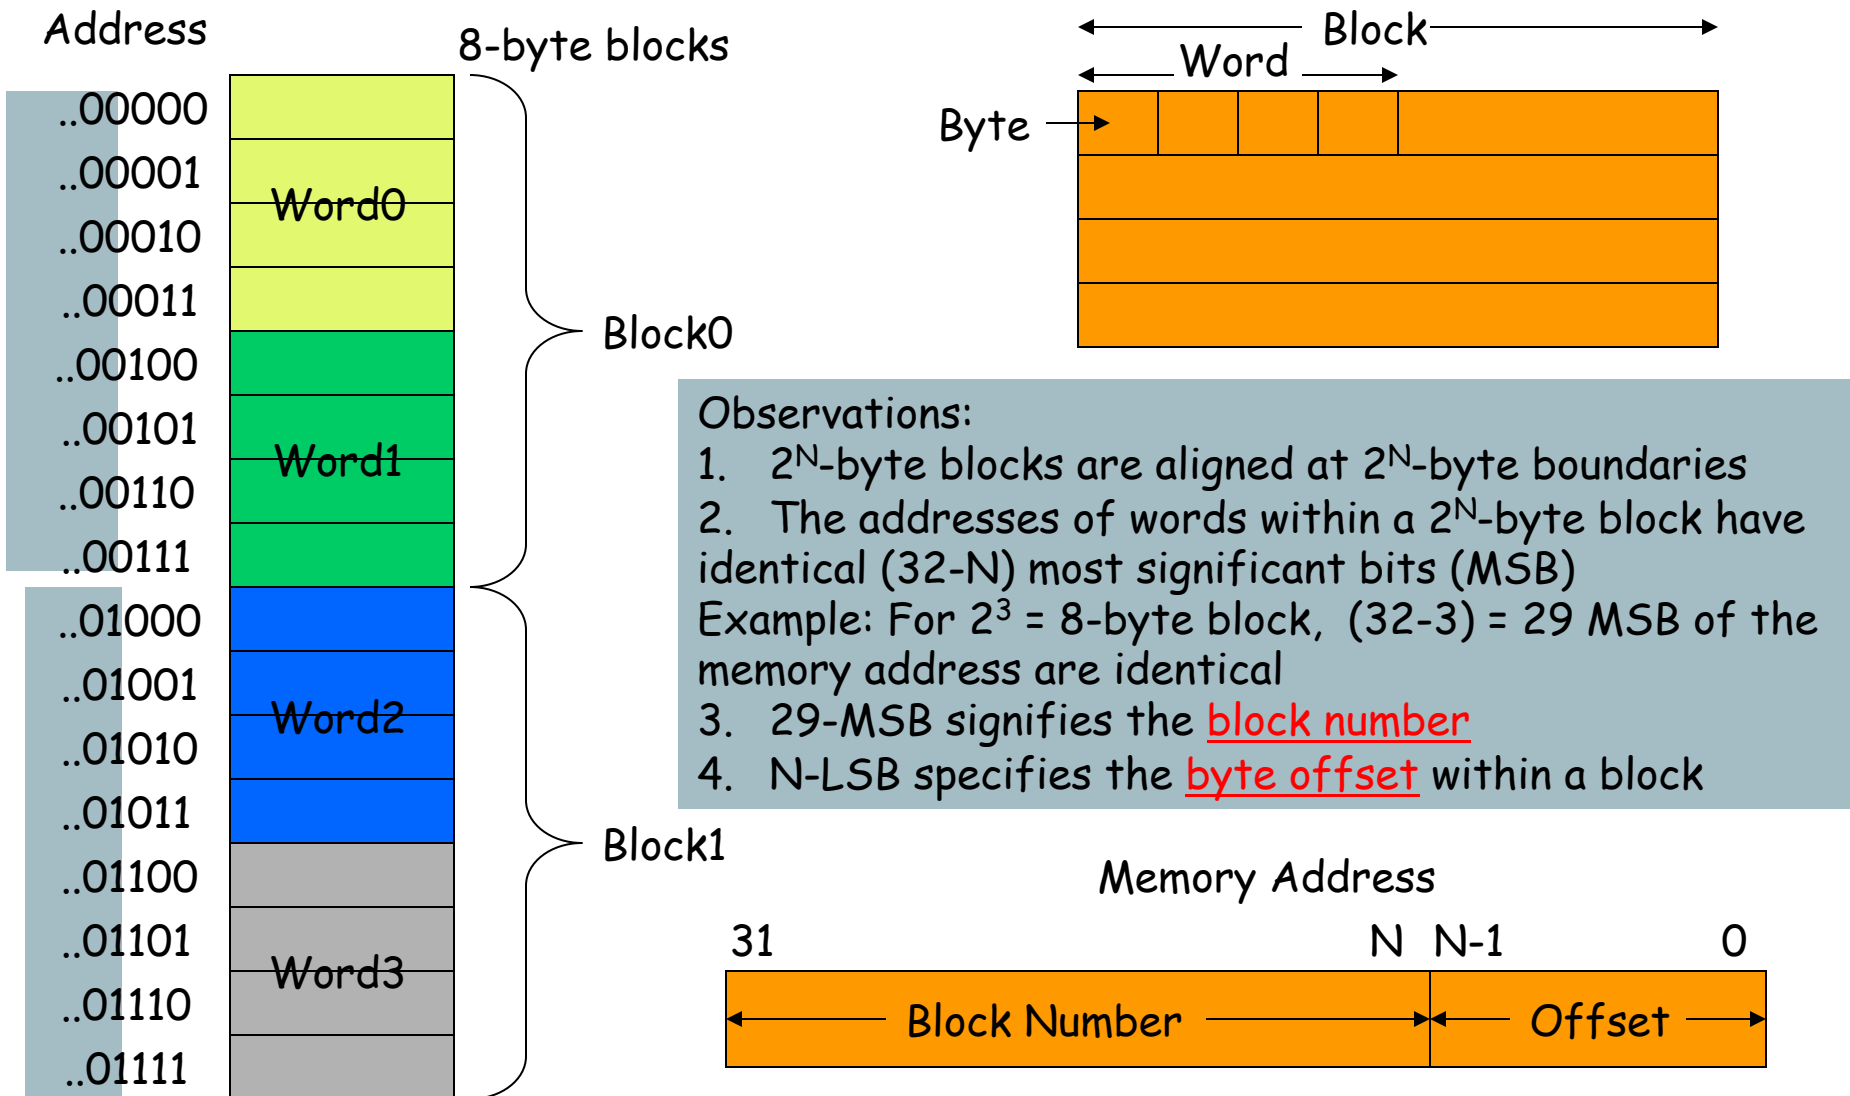 Address
8-byte blocks
..00000
..00001
Word0
..00010
..00011
Block0
..00100
..00101
Word1
..00110
..00111
..01000
..01001
Word2
..01010
..01011
Block1
..01100
..01101
Word3
..01110
..01111
Block
Word
Byte
Observations:
1. 2ᴺ-byte blocks are aligned at 2ᴺ-byte boundaries
2. The addresses of words within a 2ᴺ-byte block have
identical (32-N) most significant bits (MSB)
Example: For 2³ = 8-byte block, (32-3) = 29 MSB of the
memory address are identical
3. 29-MSB signifies the block number
4. N-LSB specifies the byte offset within a block
Memory Address
31 N N-1 0
Block Number Offset